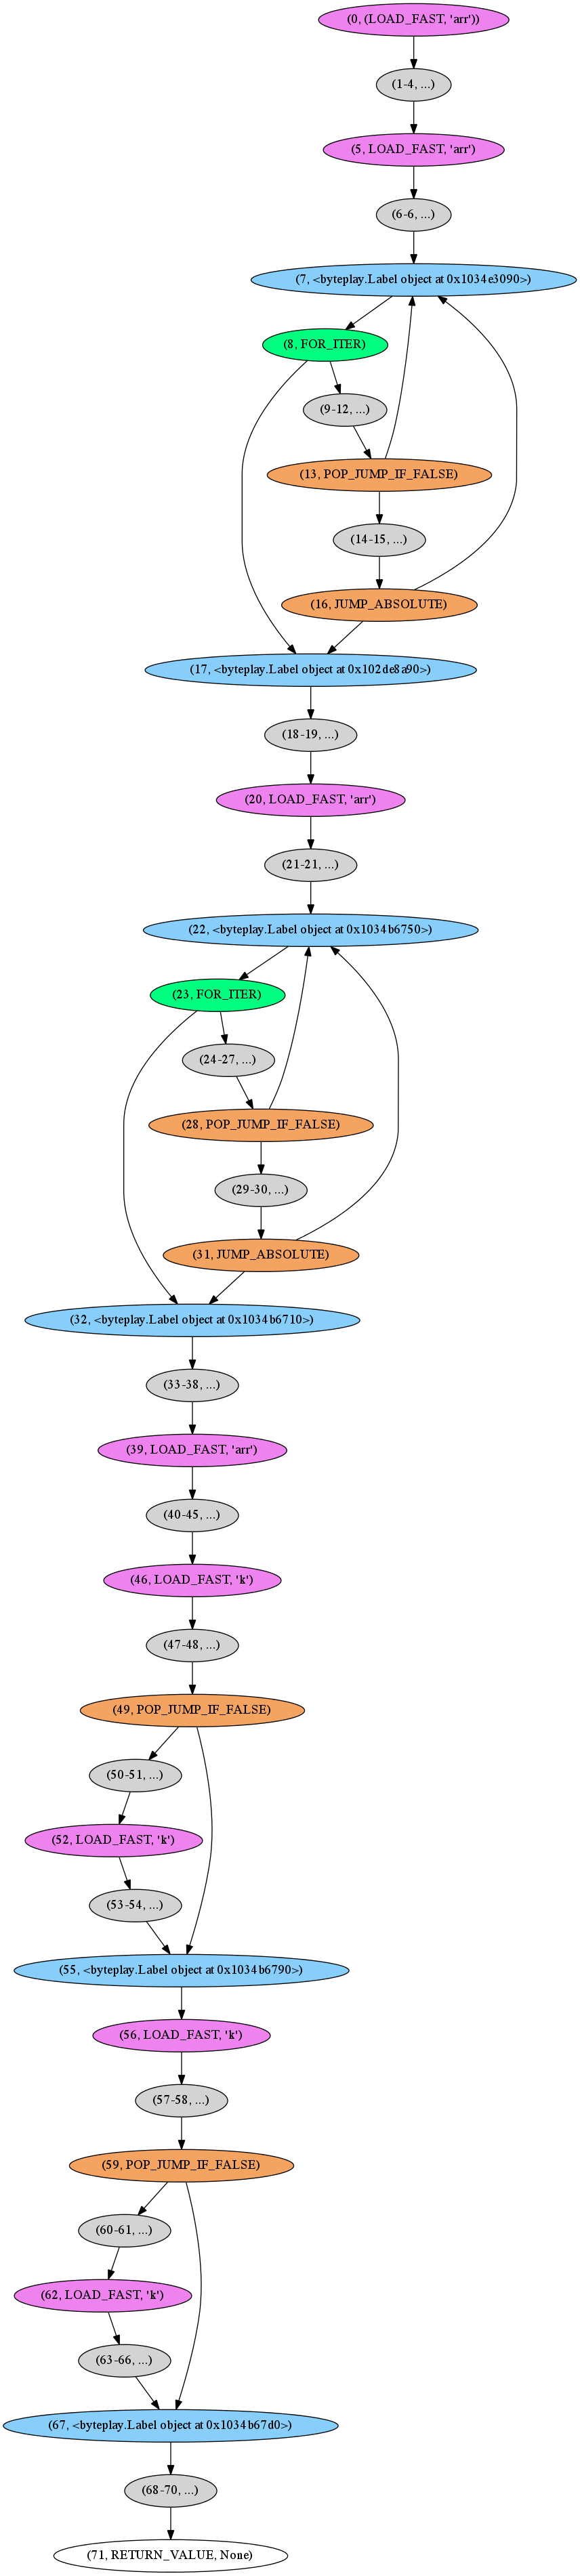 (0, (LOAD_FAST, 'arr'))
(1-4, ...)
(5, LOAD_FAST, 'arr')
(6-6, ...)
(7, <byteplay.Label object at 0x1034e3090>)
(8, FOR_ITER)
(9-12, ...)
(13, POP_JUMP_IF_FALSE)
(14-15, ...)
(16, JUMP_ABSOLUTE)
(17, <byteplay.Label object at 0x102de8a90>)
(18-19, ...)
(20, LOAD_FAST, 'arr')
(21-21, ...)
(22, <byteplay.Label object at 0x1034b6750>)
(23, FOR_ITER)
(24-27, ...)
(28, POP_JUMP_IF_FALSE)
(29-30, ...)
(31, JUMP_ABSOLUTE)
(32, <byteplay.Label object at 0x1034b6710>)
(33-38, ...)
(39, LOAD_FAST, 'arr')
(40-45, ...)
(46, LOAD_FAST, 'k')
(47-48, ...)
(49, POP_JUMP_IF_FALSE)
(50-51, ...)
(52, LOAD_FAST, 'k')
(53-54, ...)
(55, <byteplay.Label object at 0x1034b6790>)
(56, LOAD_FAST, 'k')
(57-58, ...)
(59, POP_JUMP_IF_FALSE)
(60-61, ...)
(62, LOAD_FAST, 'k')
(63-66, ...)
(67, <byteplay.Label object at 0x1034b67d0>)
(68-70, ...)
(71, RETURN_VALUE, None)